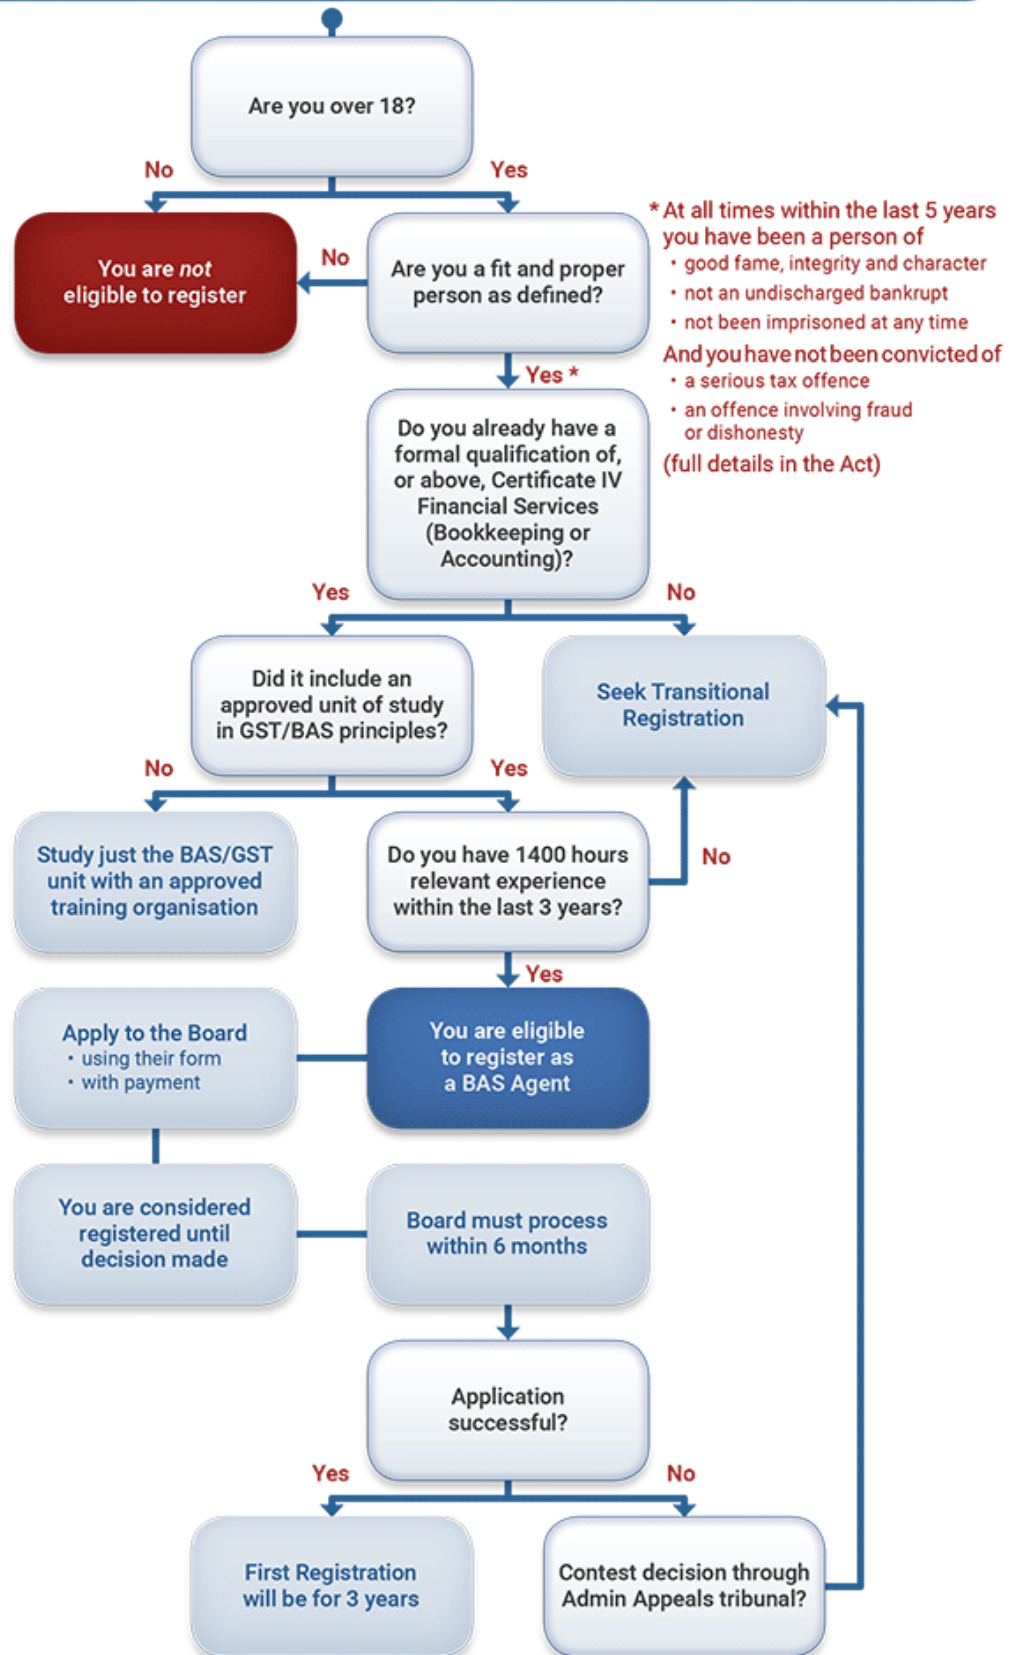 Are you over 18?
No
Yes
You are not
eligible to register
No
Are you a fit and proper
person as defined?
* At all times within the last 5 years
you have been a person of
• good fame, integrity and character
• not an undischarged bankrupt
• not been imprisoned at any time
And you have not been convicted of
• a serious tax offence
• an offence involving fraud
or dishonesty
(full details in the Act)
Yes *
Do you already have a
formal qualification of,
or above, Certificate IV
Financial Services
(Bookkeeping or
Accounting)?
Yes
No
Did it include an
approved unit of study
in GST/BAS principles?
Seek Transitional
Registration
No
Yes
Study just the BAS/GST
unit with an approved
training organisation
Do you have 1400 hours
relevant experience
within the last 3 years?
No
Yes
Apply to the Board
• using their form
• with payment
You are eligible
to register as
a BAS Agent
You are considered
registered until
decision made
Board must process
within 6 months
Application
successful?
Yes
No
First Registration
will be for 3 years
Contest decision through
Admin Appeals tribunal?